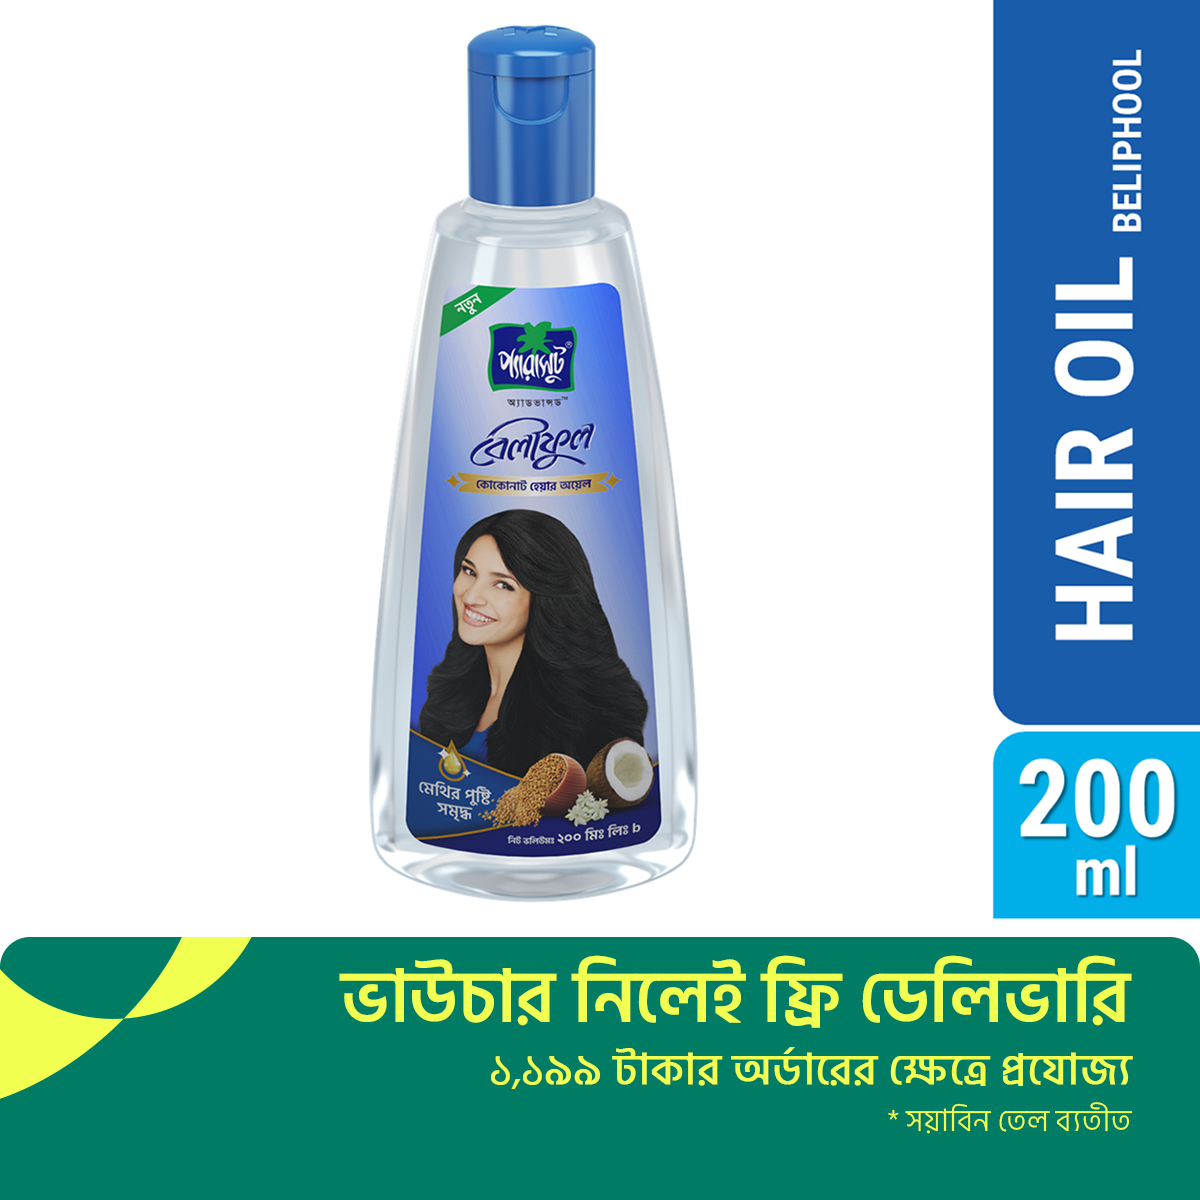 নতুন
প্যারাসুট®
অ্যাডভান্সড™
বেলীফুল
কোকোনাট হেয়ার অয়েল
মেথির পুষ্টি
সমৃদ্ধ
নিট ভলিউমঃ ২০০ মিঃ লিঃ b
HAIR OIL BELIPHOOL
200
ml
ভাউচার নিলেই ফ্রি ডেলিভারি
১,১৯৯ টাকার অর্ডারের ক্ষেত্রে প্রযোজ্য
* সয়াবিন তেল ব্যতীত